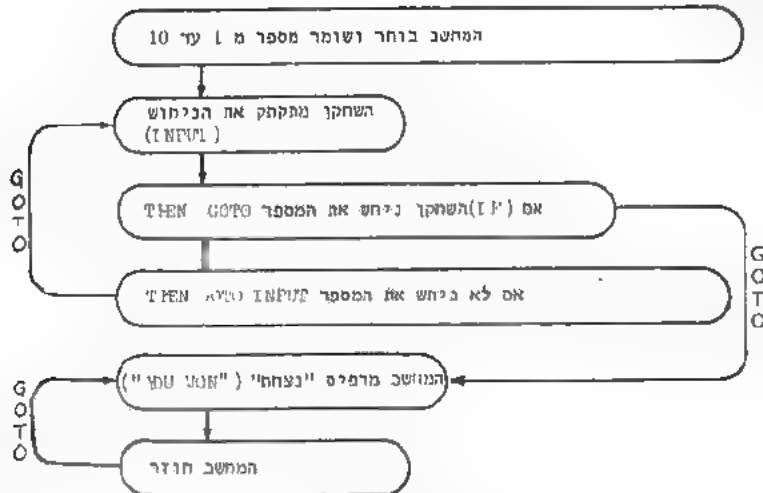 המחשב בוחר ושומר מספר מ 1 עד 10
השחקן מתקתק את הניחוש
(INPUT)
אם (IF) השחקן ניחש את המספר THEN GOTO
אם לא ניחש את המספר THEN GOTO INPUT
המחשב מדפיס "נצחת" ("YOU WON")
המחשב חוזר
GOTO
GOTO
GOTO